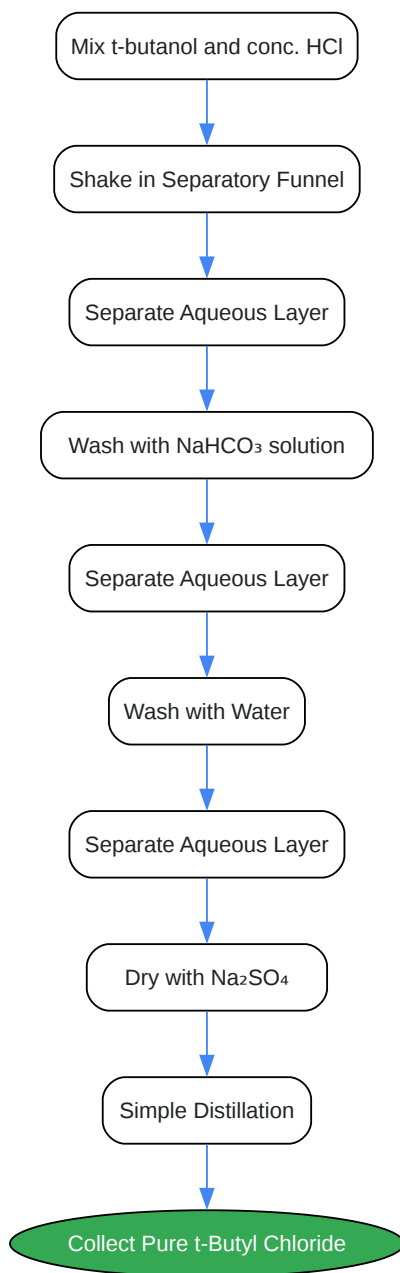 Mix t-butanol and conc. HCl
Shake in Separatory Funnel
Separate Aqueous Layer
Wash with NaHCO₃ solution
Separate Aqueous Layer
Wash with Water
Separate Aqueous Layer
Dry with Na₂SO₄
Simple Distillation
Collect Pure t-Butyl Chloride